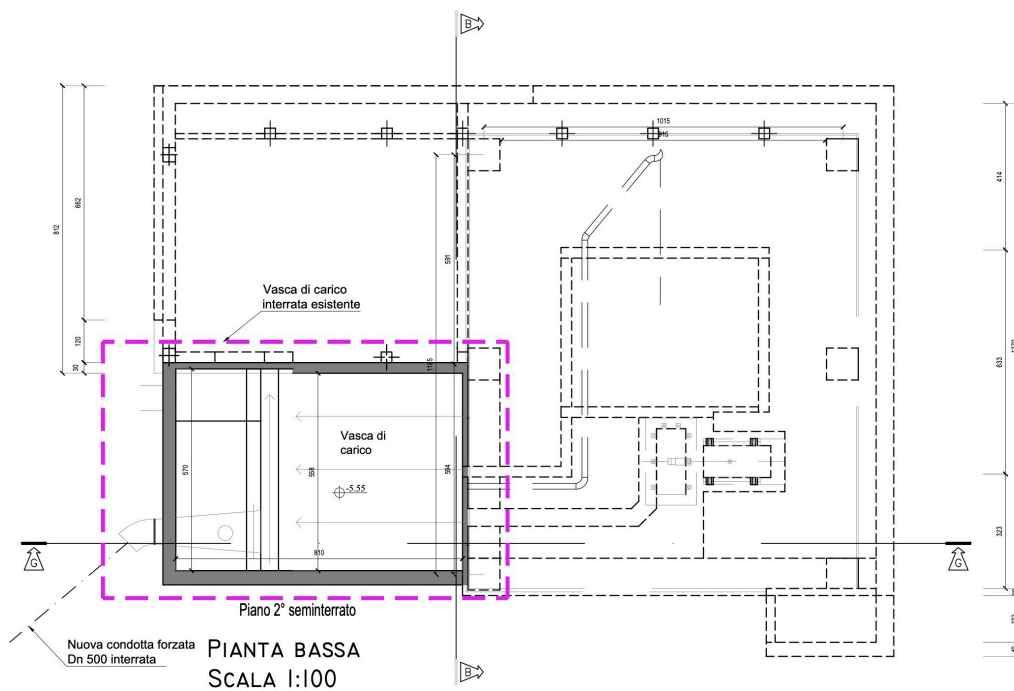 B
1015
915
414
662
812
591
Vasca di carico
interrata esistente
120
30
1115
633
Vasca di
carico
570
558
594
-5.55
323
810
G
G
Piano 2° seminterrato
Nuova condotta forzata
Dn 500 interrata
PIANTA BASSA
SCALA 1:100
B